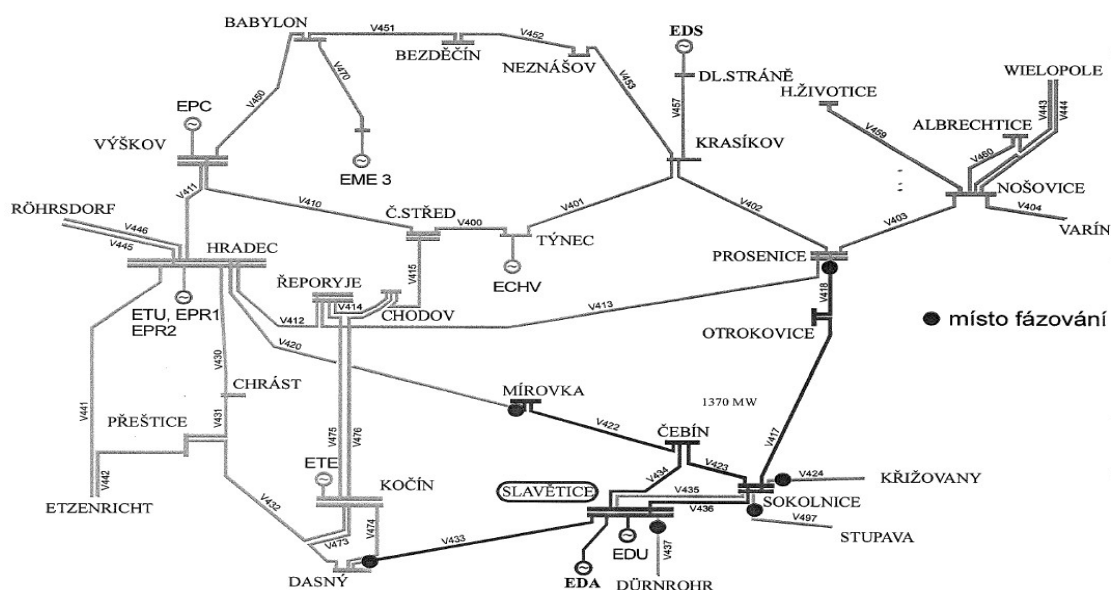 BABYLON
V451
BEZDĚČÍN
V452
NEZNÁŠOV
EDS
DL.STRÁNĚ
WIELOPOLE
H.ŽIVOTICE
V443
V444
ALBRECHTICE
V470
V453
V457
V450
EPC
VÝŠKOV
KRASÍKOV
V459
V460
EME 3
NOŠOVICE
V411
V410
V401
V402
V403
V404
VARÍN
RÖHRSDORF
V446
V445
Č.STŘED
V400
TÝNEC
HRADEC
PROSENICE
ECHV
V415
ŘEPORYJE
V414
CHODOV
V413
V418
ETU, EPR1
EPR2
V412
OTROKOVICE
místo fázování
V420
V441
V430
CHRÁST
MÍROVKA
1370 MW
V431
PŘEŠTICE
V422
ČEBÍN
V417
V475
V476
V442
ETE
V434
V423
V424
KŘIŽOVANY
ETZENRICHT
KOČÍN
SLAVĚTICE
V435
V436
SOKOLNICE
V432
V474
V497
STUPAVA
V473
V433
EDU
V437
DASNÝ
EDA
DÜRNROHR